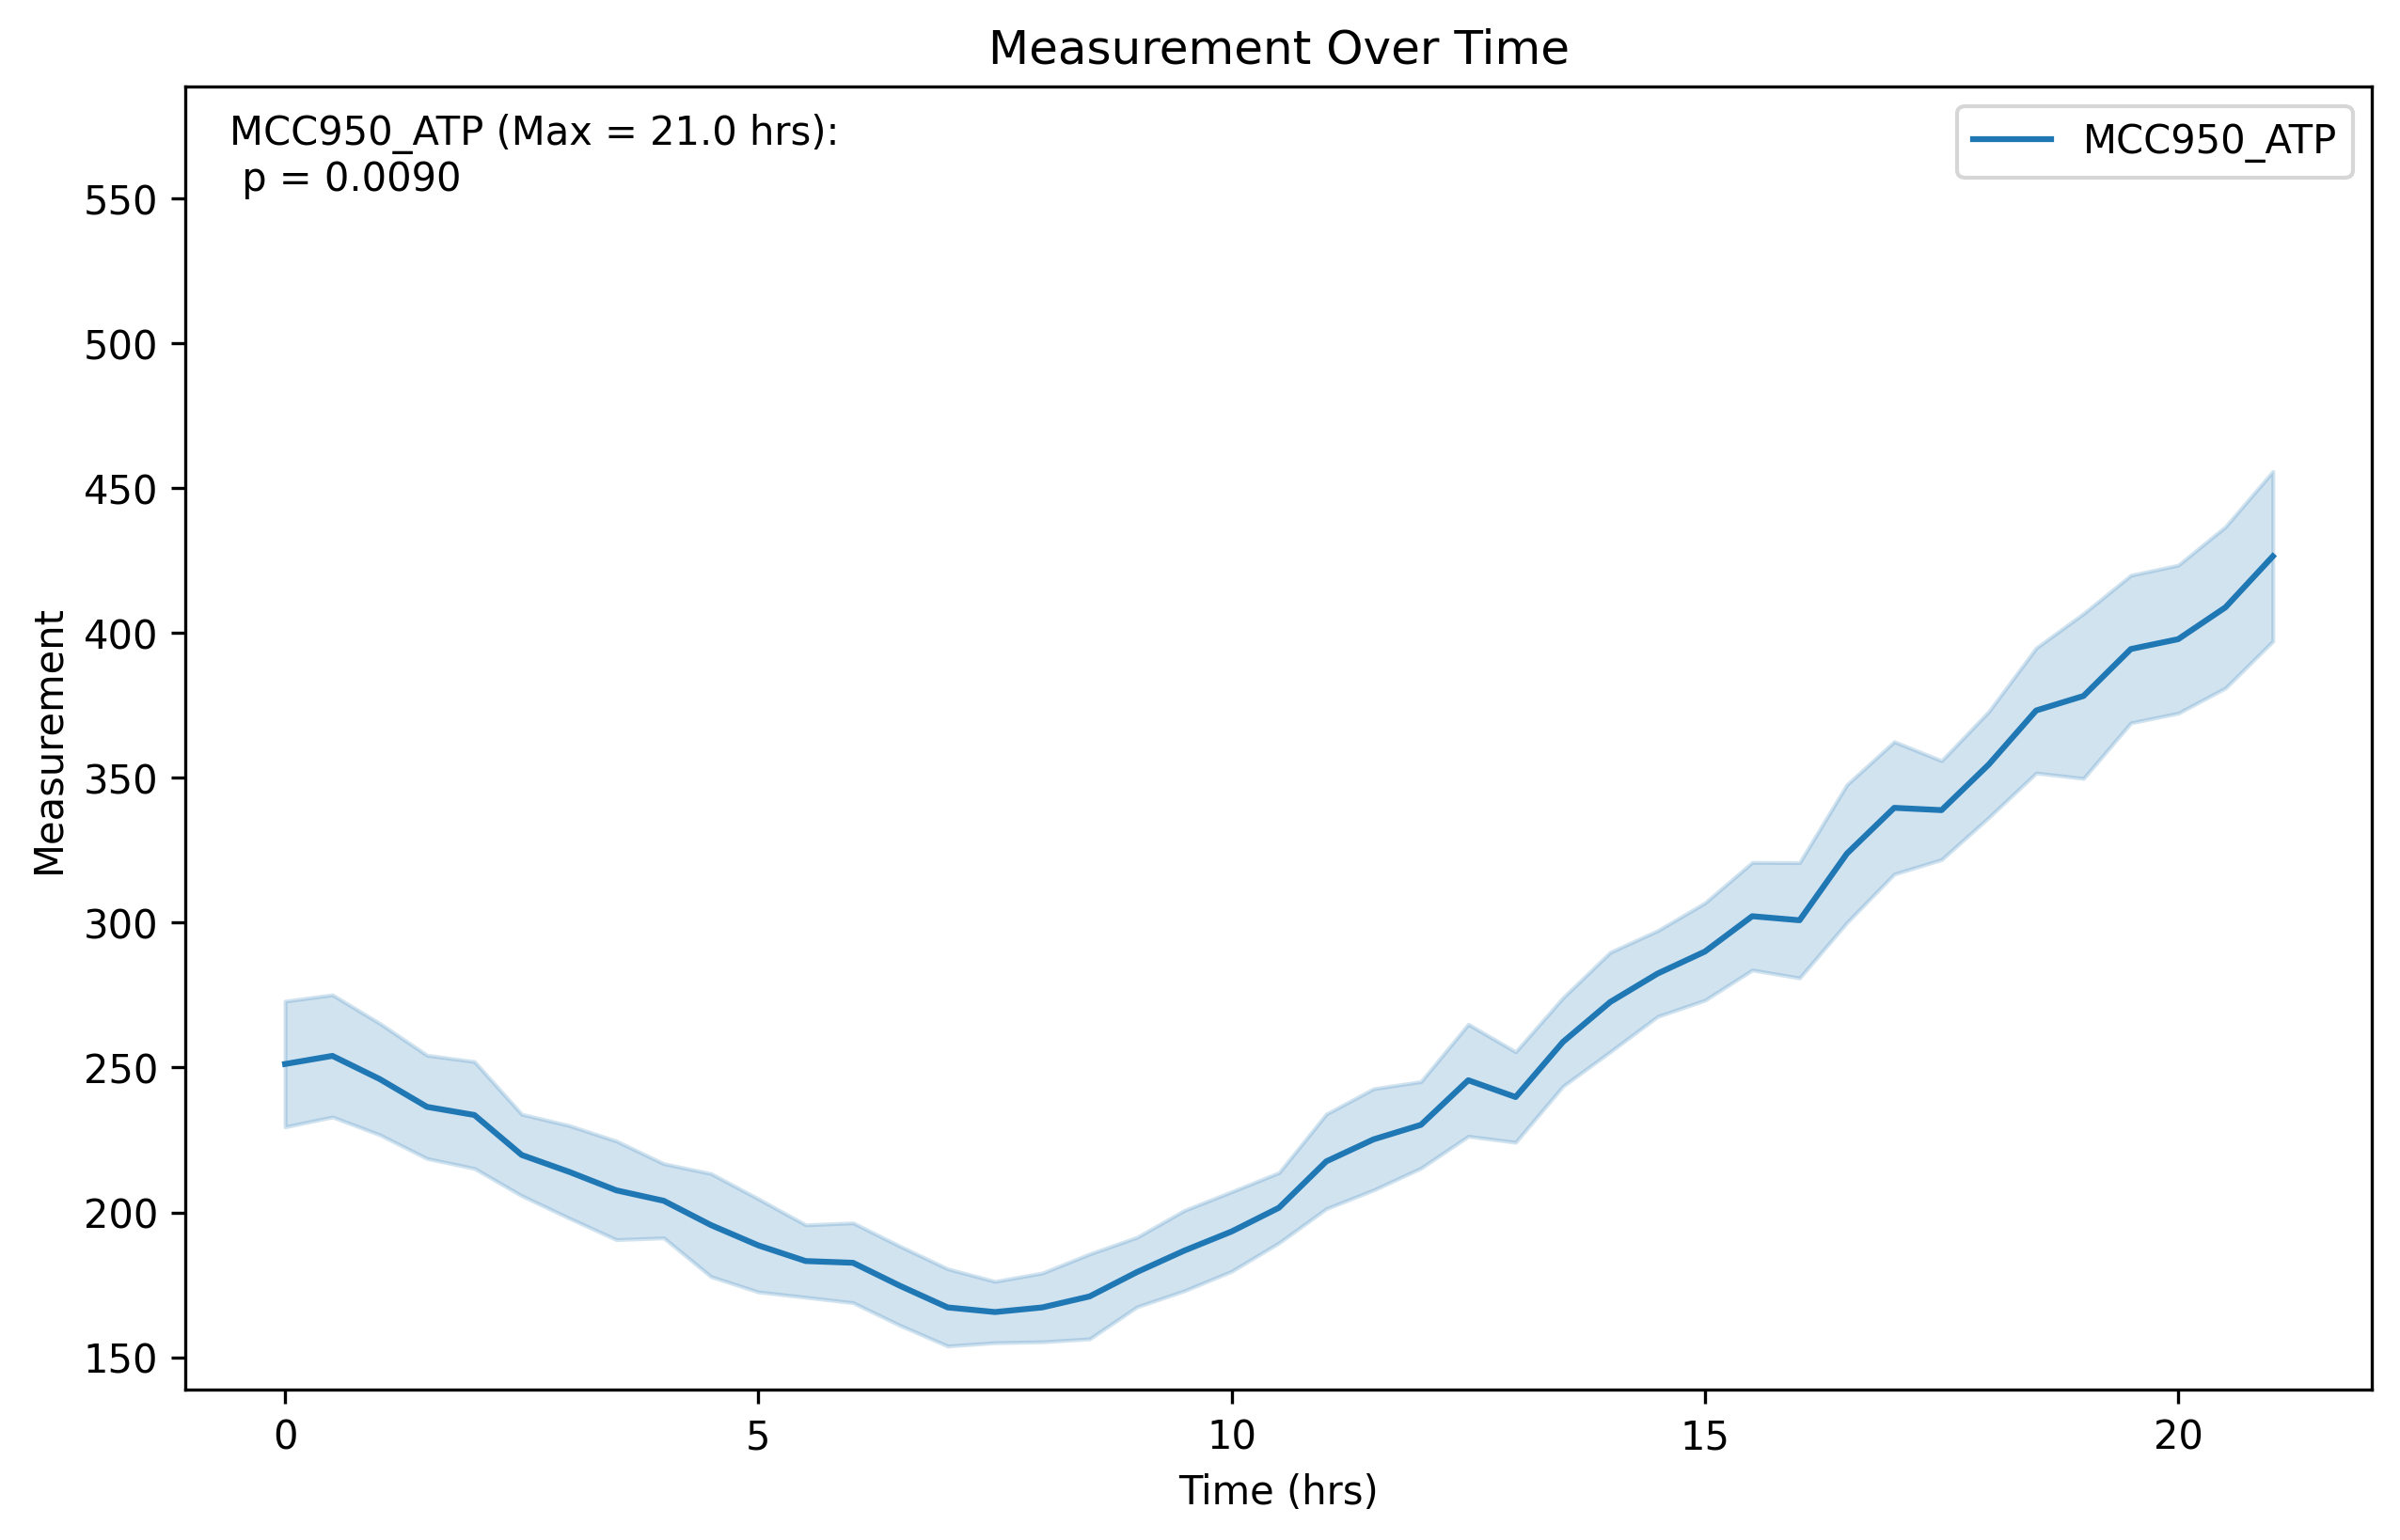 Measurement Over Time
MCC950_ATP (Max = 21.0 hrs):
p = 0.0090
MCC950_ATP
Measurement
550
500
450
400
350
300
250
200
150
0
5
10
15
20
Time (hrs)